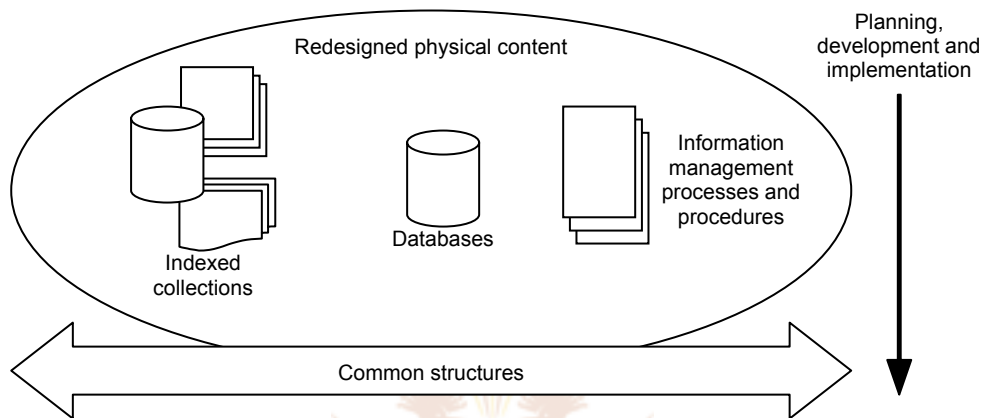 Redesigned physical content
Planning,
development and
implementation
Indexed
collections
Databases
Information
management
processes and
procedures
Common structures